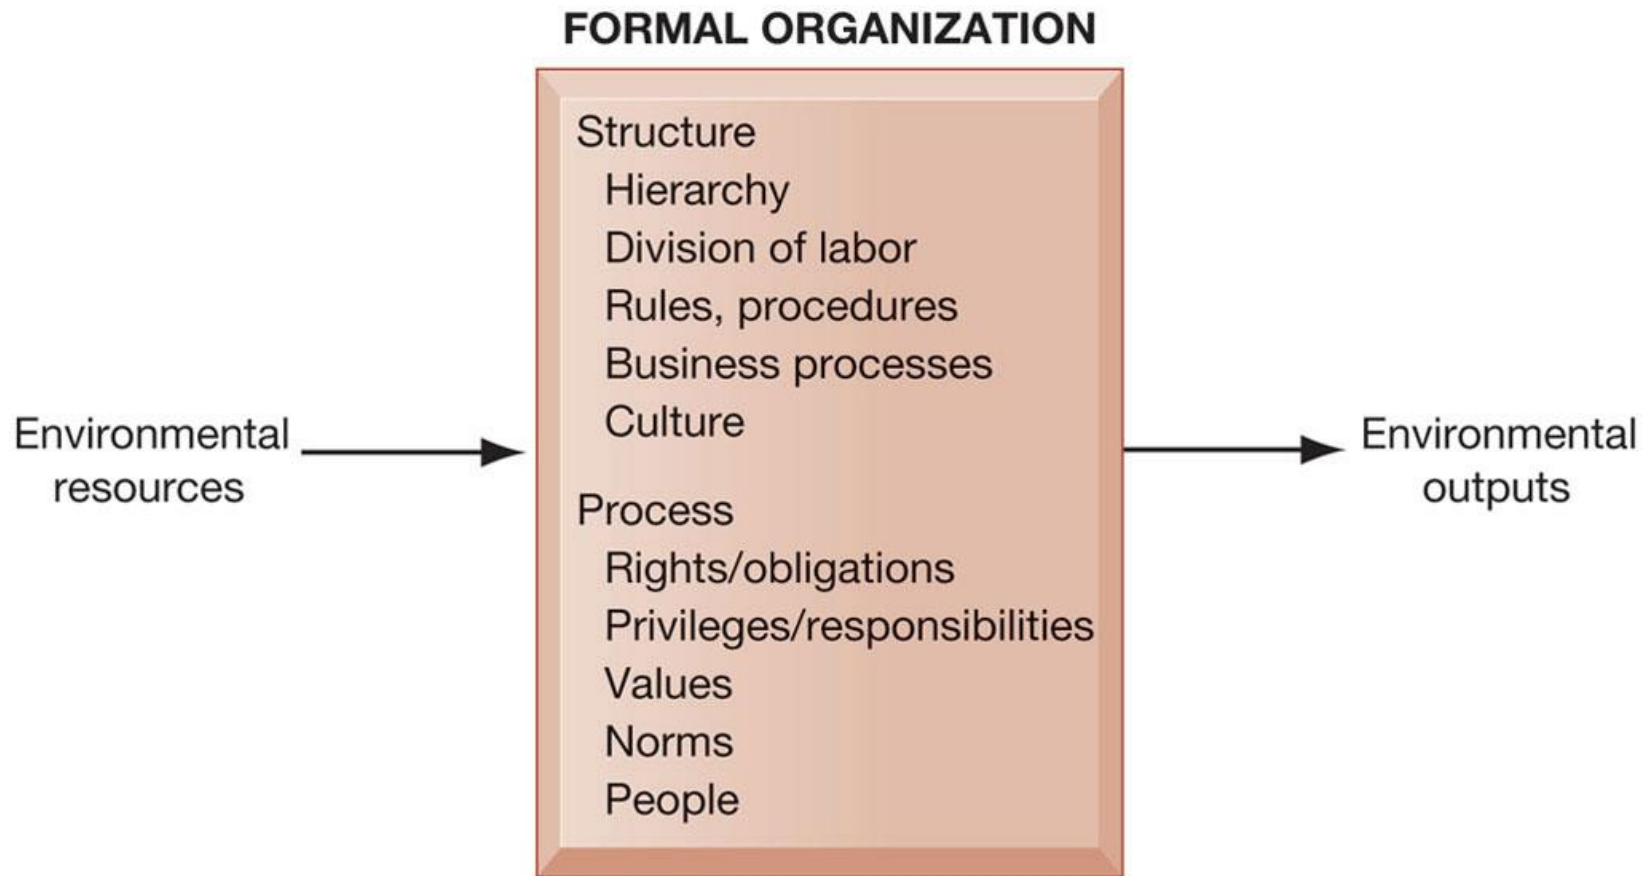 FORMAL ORGANIZATION
Structure
Hierarchy
Division of labor
Rules, procedures
Business processes
Culture
Process
Rights/obligations
Privileges/responsibilities
Values
Norms
People
Environmental
resources
Environmental
outputs